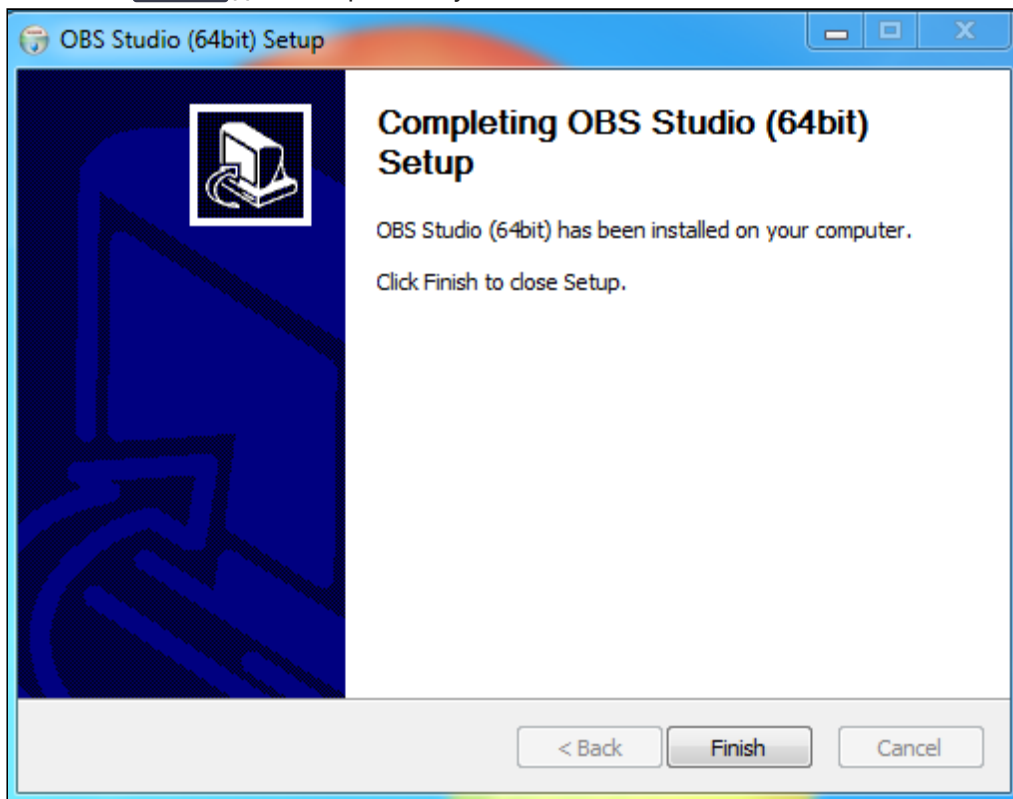 OBS Studio (64bit) Setup
Completing OBS Studio (64bit)
Setup
OBS Studio (64bit) has been installed on your computer.
Click Finish to close Setup.
< Back
Finish
Cancel